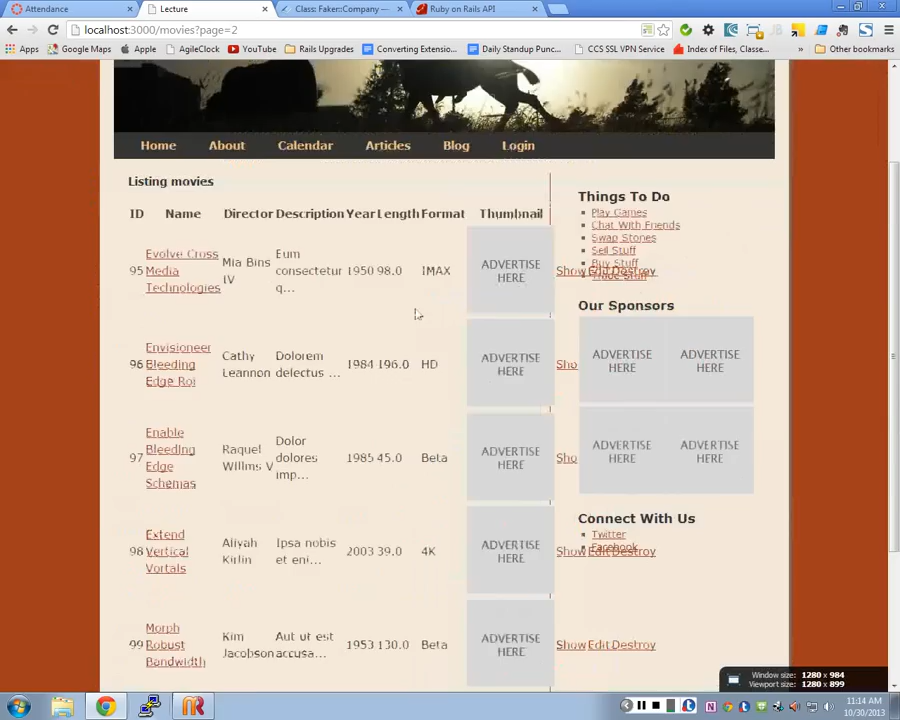 Attendance
Lecture
Class: Faker::Company —
Ruby on Rails API
localhost:3000/movies?page=2
Apps
Google Maps
Apple
AgileClock
YouTube
Rails Upgrades
Converting Extensio...
Daily Standup Punc...
CCS SSL VPN Service
Index of Files, Classe...
Other bookmarks
Home
About
Calendar
Articles
Blog
Login
Listing movies
ID Name Director Description Year Length Format Thumbnail
95
Evolve Cross
Media
Technologies
Mia Bins
IV
Eum
consectetur
q...
1950 98.0 IMAX
ADVERTISE
HERE
Show Edit Destroy
96
Envisioneer
Bleeding
Edge Roi
Cathy
Leannon
Dolorem
delectus ...
1984 196.0 HD
ADVERTISE
HERE
Sho
97
Enable
Bleeding
Edge
Schemas
Raquel
Willms V
Dolor
dolores
imp...
1985 45.0 Beta
ADVERTISE
HERE
Sho
98
Extend
Vertical
Vortals
Aliyah
Kirlin
Ipsa nobis
et eni...
2003 39.0 4K
ADVERTISE
HERE
Show Edit Destroy
99
Morph
Robust
Bandwidth
Kim
Jacobson
Aut ut est
accusa...
1953 130.0 Beta
ADVERTISE
HERE
Show Edit Destroy
Things To Do
Play Games
Chat With Friends
Swap Stories
Sell Stuff
Buy Stuff
Trade Stuff
Our Sponsors
ADVERTISE
HERE
ADVERTISE
HERE
ADVERTISE
HERE
ADVERTISE
HERE
Connect With Us
Twitter
Facebook
Window size: 1280 x 984
Viewport size: 1280 x 899
11:14 AM
10/30/2013